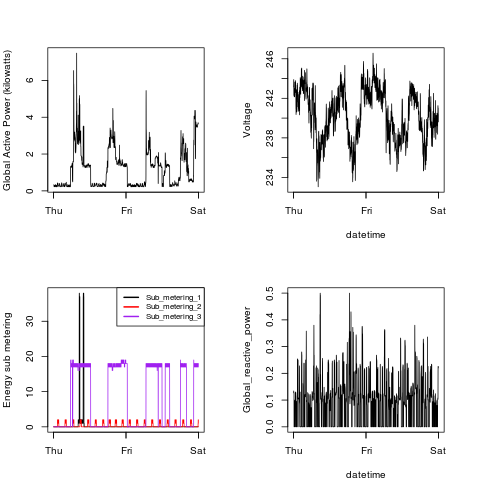 Global Active Power (kilowatts)
0 2 4 6
Thu Fri Sat
Voltage
234 238 242 246
Thu Fri Sat
datetime
Energy sub metering
0 10 20 30
Sub_metering_1
Sub_metering_2
Sub_metering_3
Thu Fri Sat
Global_reactive_power
0.0 0.1 0.2 0.3 0.4 0.5
Thu Fri Sat
datetime